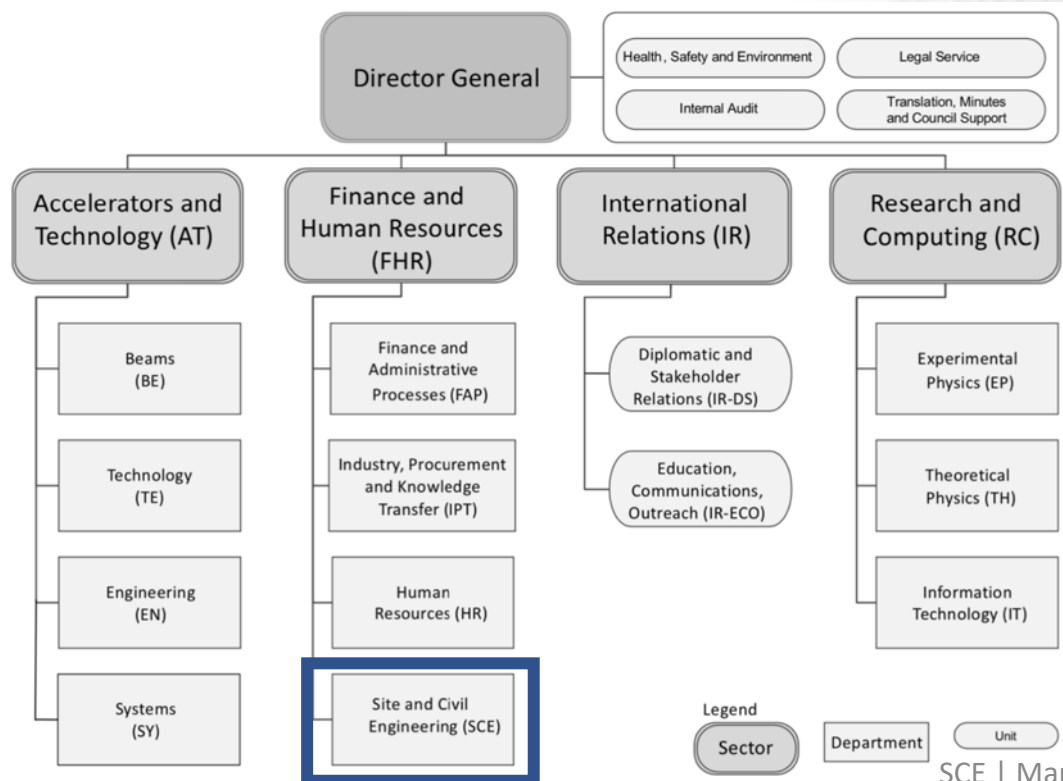 Director General
Health, Safety and Environment
Legal Service
Internal Audit
Translation, Minutes
and Council Support
Accelerators and
Technology (AT)
Finance and
Human Resources
(FHR)
International
Relations (IR)
Research and
Computing (RC)
Beams
(BE)
Technology
(TE)
Engineering
(EN)
Systems
(SY)
Finance and
Administrative
Processes (FAP)
Industry, Procurement
and Knowledge
Transfer (IPT)
Human
Resources (HR)
Site and Civil
Engineering (SCE)
Diplomatic and
Stakeholder
Relations (IR-DS)
Education,
Communications,
Outreach (IR-ECO)
Experimental
Physics (EP)
Theoretical
Physics (TH)
Information
Technology (IT)
Legend
Sector
Department
Unit
SCE | Mar